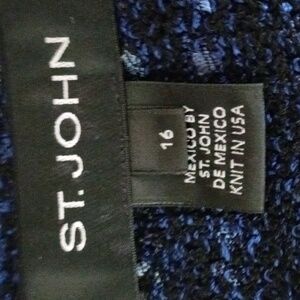 ST. JOHN
16
MEXICO BY
ST. JOHN
DE MEXICO
KNIT IN USA